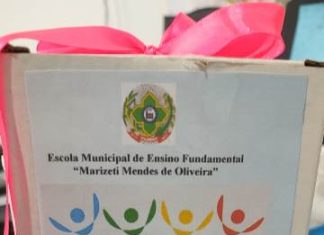 Escola Municipal de Ensino Fundamental
"Marizeti Mendes de Oliveira"